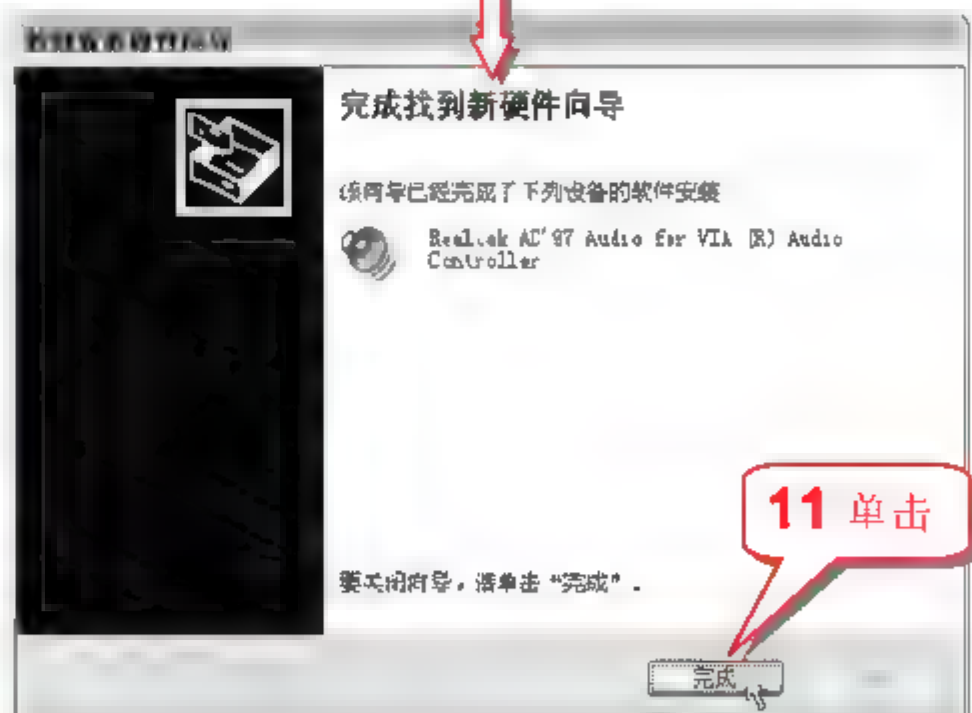 完成找到新硬件向导
该向导已经完成了下列设备的软件安装
Realtek AC'97 Audio for VIA (R) Audio
Controller
11 单击
要关闭向导，请单击“完成”.
完成